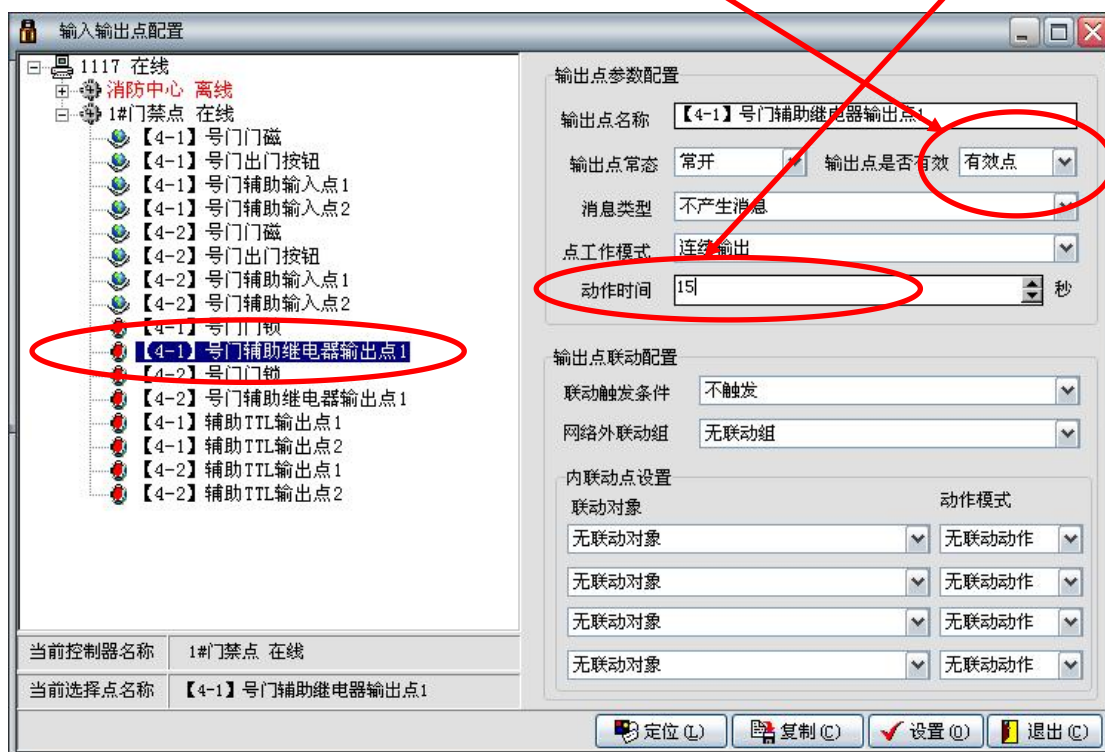 输入输出点配置
1117 在线
消防中心 离线
1#门禁点 在线
【4-1】号门门磁
【4-1】号门出门按钮
【4-1】号门辅助输入点1
【4-1】号门辅助输入点2
【4-2】号门门磁
【4-2】号门出门按钮
【4-2】号门辅助输入点1
【4-2】号门辅助输入点2
【4-1】号门门锁
【4-1】号门辅助继电器输出点1
【4-2】号门门锁
【4-2】号门辅助继电器输出点1
【4-1】辅助TTL输出点1
【4-1】辅助TTL输出点2
【4-2】辅助TTL输出点1
【4-2】辅助TTL输出点2
当前控制器名称 1#门禁点 在线
当前选择点名称 【4-1】号门辅助继电器输出点1
输出点参数配置
输出点名称 【4-1】号门辅助继电器输出点1
输出点常态 常开 输出点是否有效 有效点
消息类型 不产生消息
点工作模式 连续输出
动作时间 15 秒
输出点联动配置
联动触发条件 不触发
网络外联动组 无联动组
内联动点设置
联动对象 动作模式
无联动对象 无联动动作
无联动对象 无联动动作
无联动对象 无联动动作
无联动对象 无联动动作
定位(L) 复制(C) 设置(O) 退出(C)